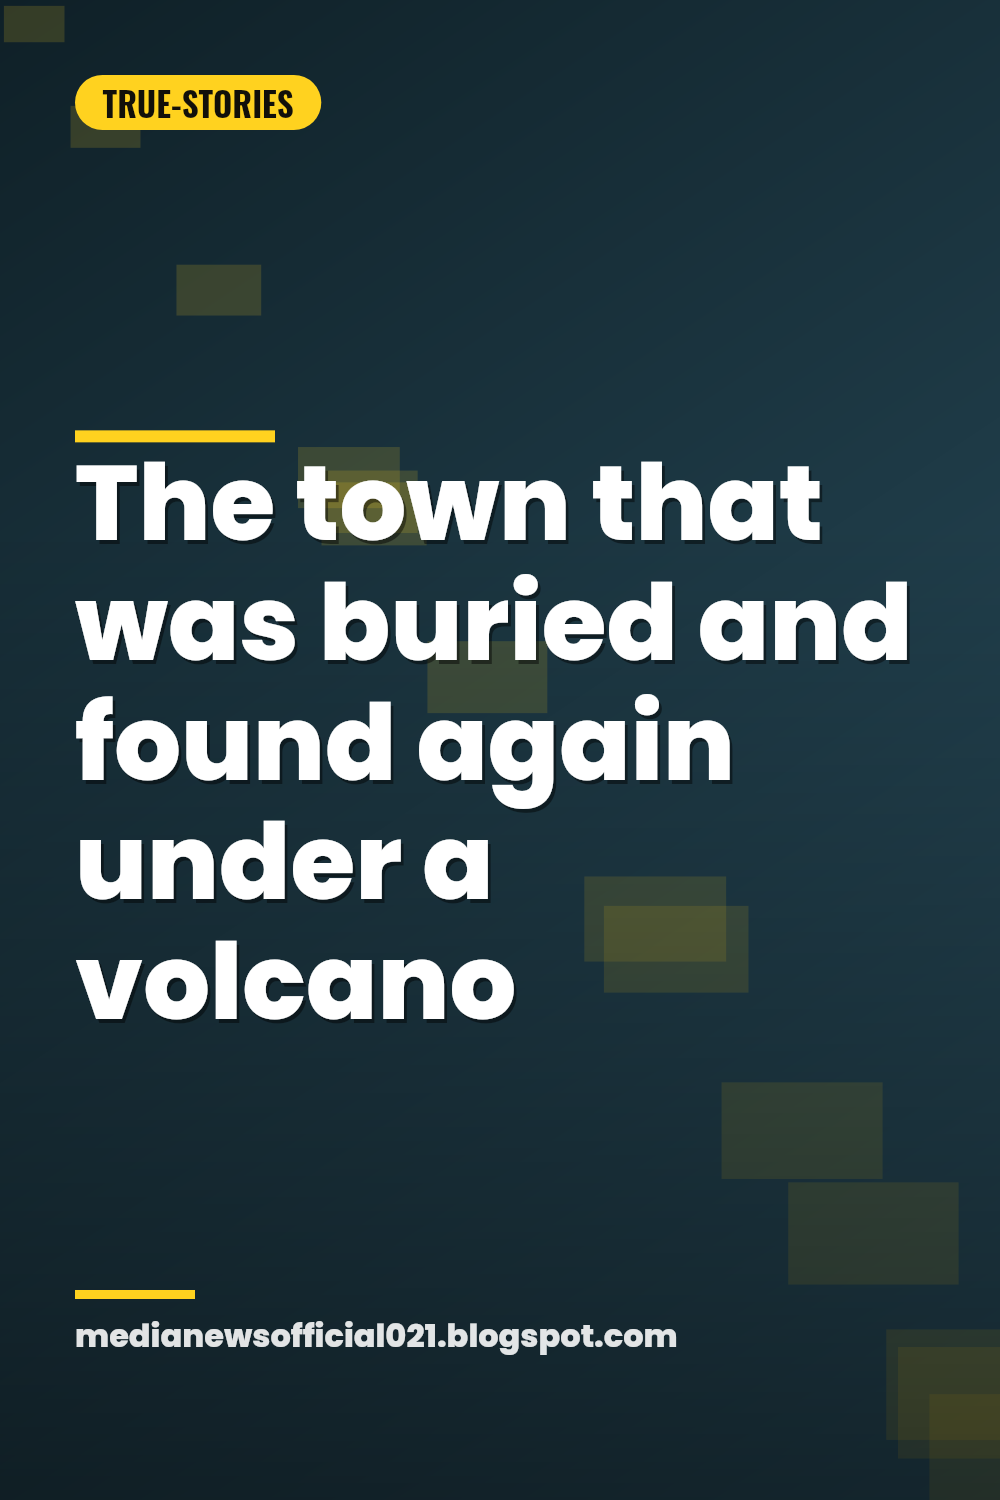 TRUE-STORIES
The town that
was buried and
found again
under a
volcano
medianewsofficial021.blogspot.com